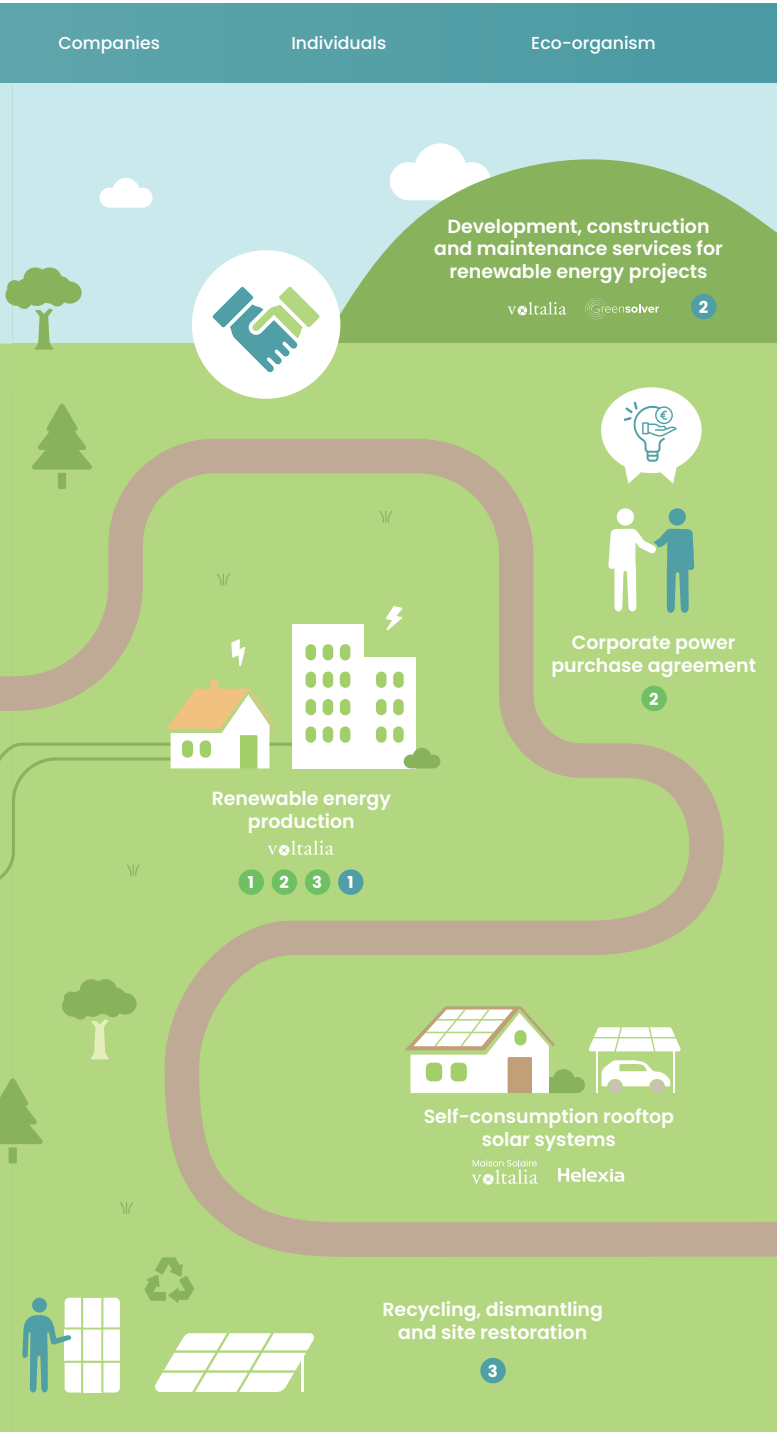 Companies
Individuals
Eco-organism
Development, construction
and maintenance services for
renewable energy projects
voltalia
Greensolver
2
€
Corporate power
purchase agreement
2
Renewable energy
production
voltalia
1 2 3 1
Self-consumption rooftop
solar systems
Maison Solaire
voltalia
Helexia
Recycling, dismantling
and site restoration
3